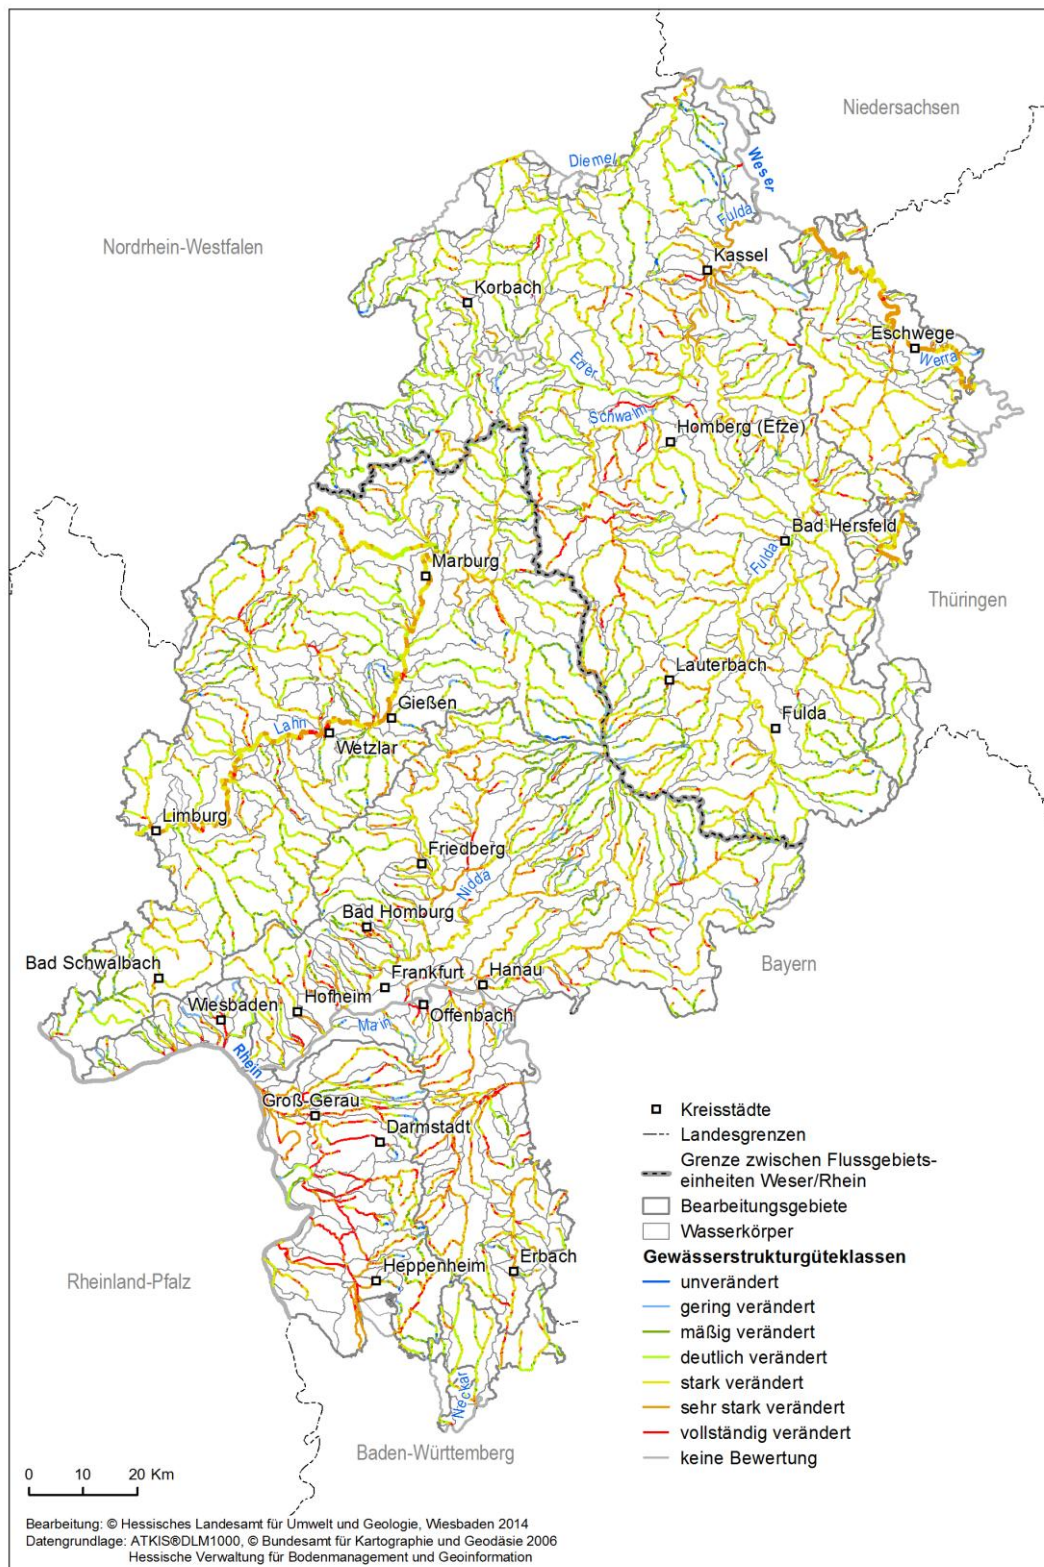 Niedersachsen
Diemel
Weser
Fulda
Nordrhein-Westfalen
Kassel
Korbach
Eschwege
Werra
Eder
Schwalm
Homberg (Efze)
Bad Hersfeld
Fulda
Marburg
Thüringen
Lauterbach
Gießen
Fulda
Lahn
Wetzlar
Limburg
Friedberg
Nidda
Bad Homburg
Bayern
Bad Schwalbach
Frankfurt
Hanau
Hofheim
Wiesbaden
Offenbach
Main
Rhein
Groß-Gerau
Darmstadt
Erbach
Heppenheim
Rheinland-Pfalz
Neckar
Baden-Württemberg
Kreisstädte
Landesgrenzen
Grenze zwischen Flussgebiets-
einheiten Weser/Rhein
Bearbeitungsgebiete
Wasserkörper
Gewässerstrukturgüteklassen
unverändert
gering verändert
mäßig verändert
deutlich verändert
stark verändert
sehr stark verändert
vollständig verändert
keine Bewertung
0 10 20 Km
Bearbeitung: © Hessisches Landesamt für Umwelt und Geologie, Wiesbaden 2014
Datengrundlage: ATKIS®DLM1000, © Bundesamt für Kartographie und Geodäsie 2006
Hessische Verwaltung für Bodenmanagement und Geoinformation